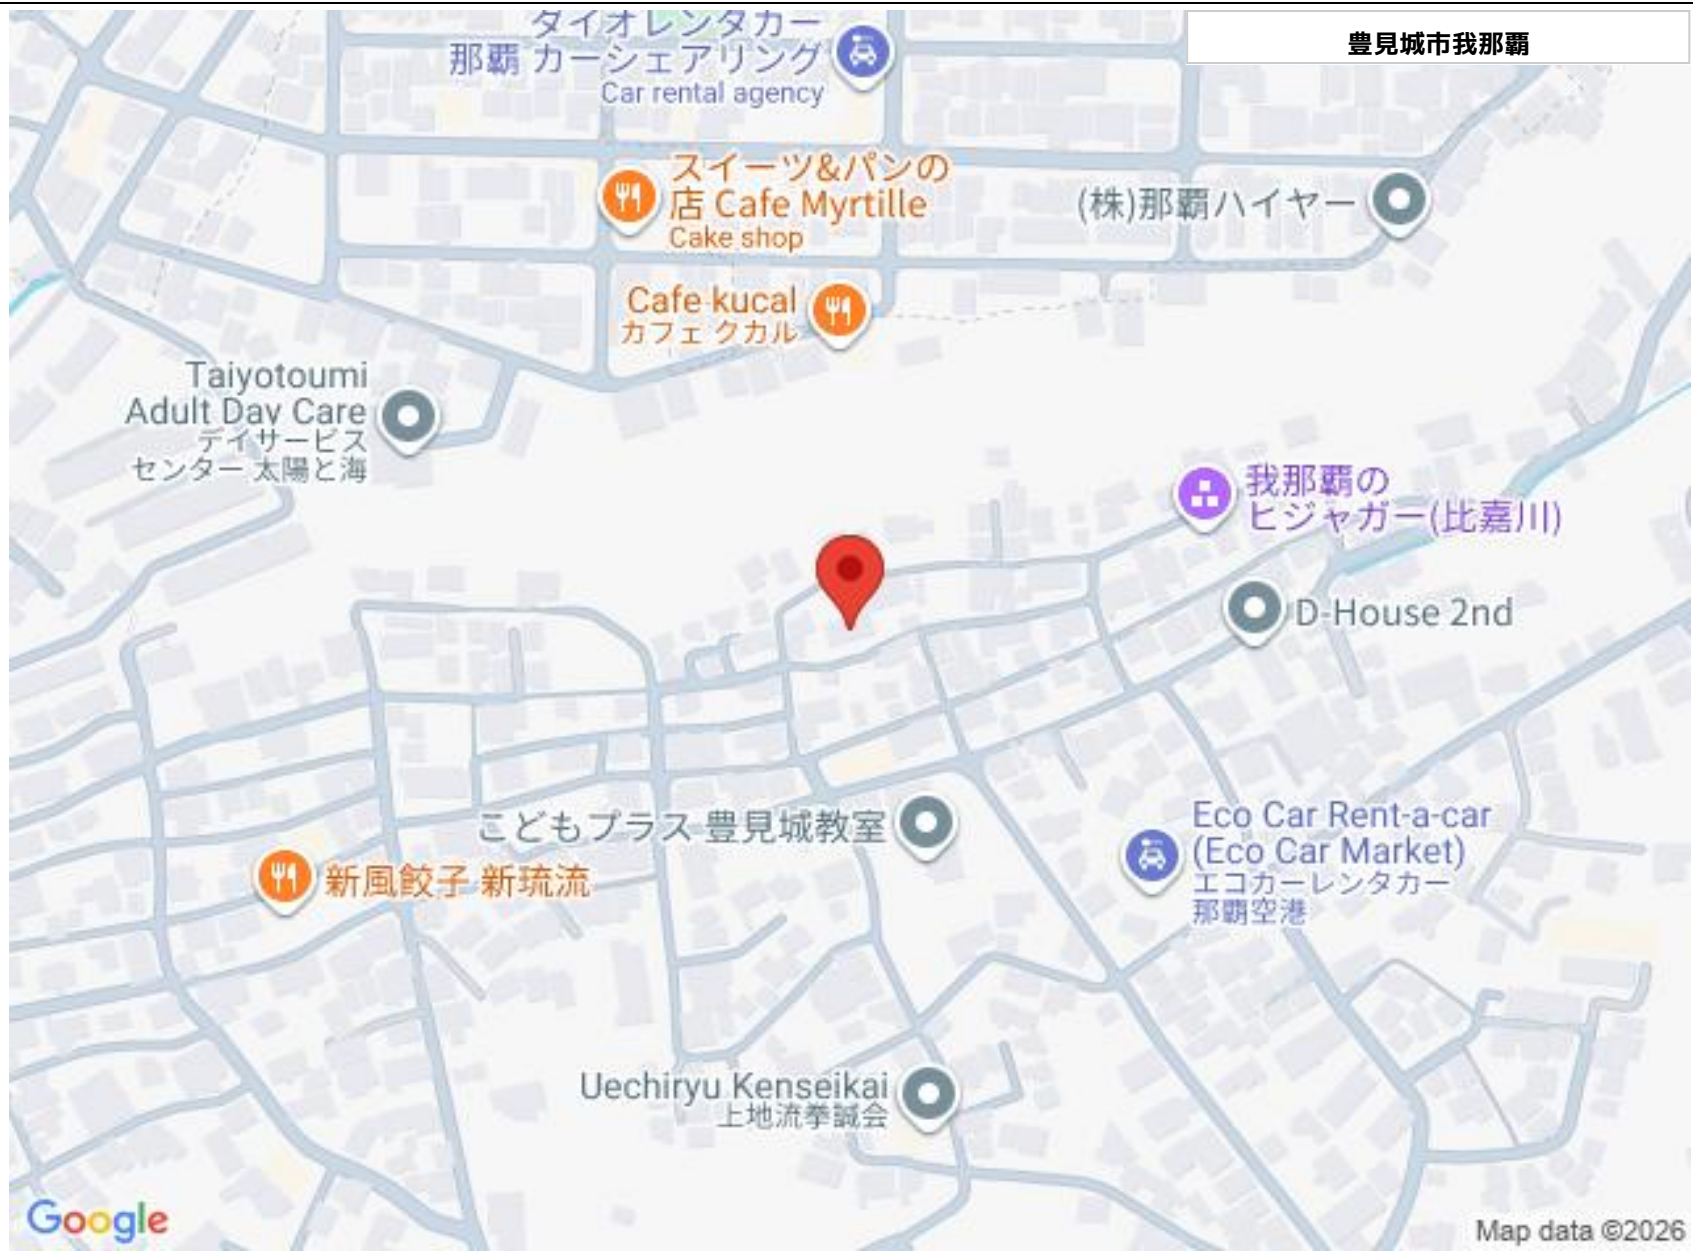 豊見城市我那覇
ダイオレンタカー
那覇 カーシェアリング
Car rental agency
スイーツ&パンの
店 Cafe Myrtille
Cake shop
(株)那覇ハイヤー
Cafe kucal
カフェ クカル
Taiyotoumi
Adult Day Care
デイサービス
センター 太陽と海
我那覇の
ヒジャガー(比嘉川)
D-House 2nd
こどもプラス 豊見城教室
Eco Car Rent-a-car
(Eco Car Market)
エコカーレンタカー
那覇空港
新風餃子 新琉流
Uechiryu Kenseikai
上地流拳誠会
Google
Map data ©2026